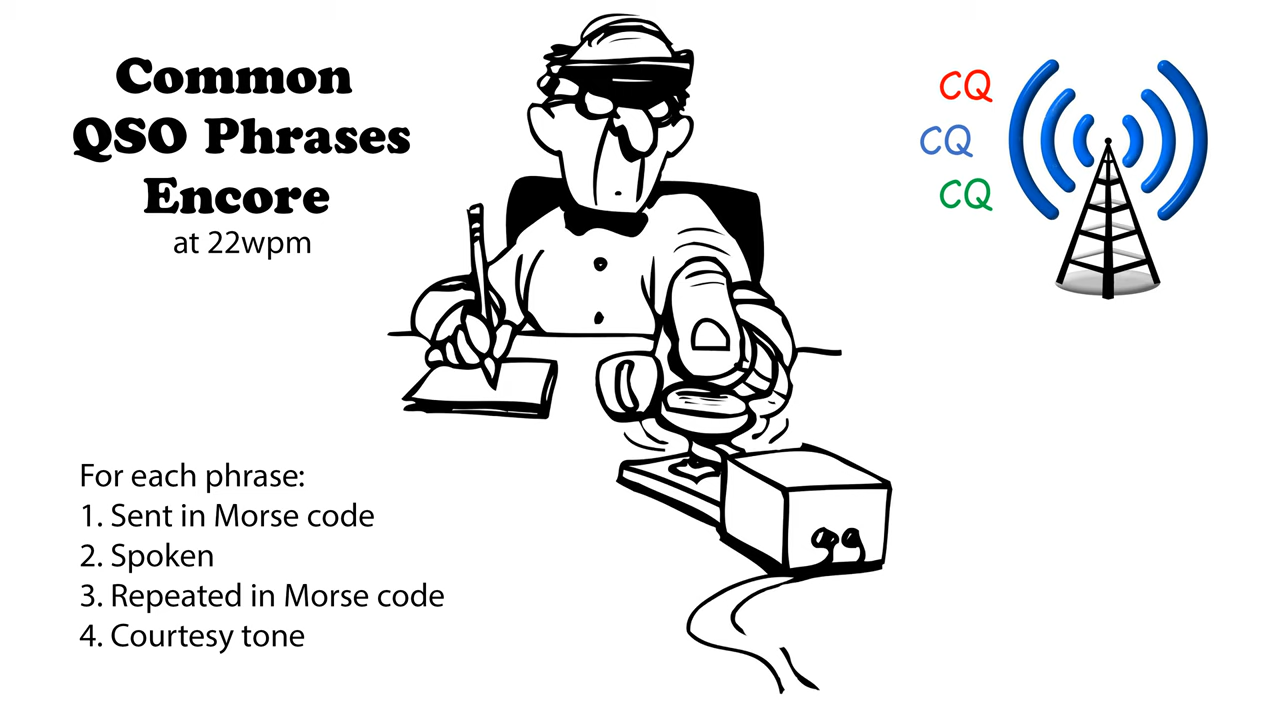 Common
QSO Phrases
Encore
at 22wpm
CQ
CQ
CQ
For each phrase:
1. Sent in Morse code
2. Spoken
3. Repeated in Morse code
4. Courtesy tone